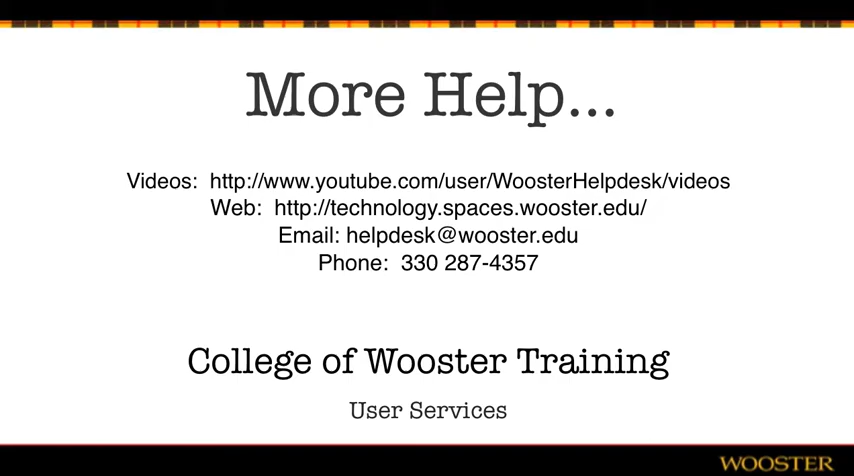 More Help...
Videos: http://www.youtube.com/user/WoosterHelpdesk/videos
Web: http://technology.spaces.wooster.edu/
Email: helpdesk@wooster.edu
Phone: 330 287-4357
College of Wooster Training
User Services
WOOSTER